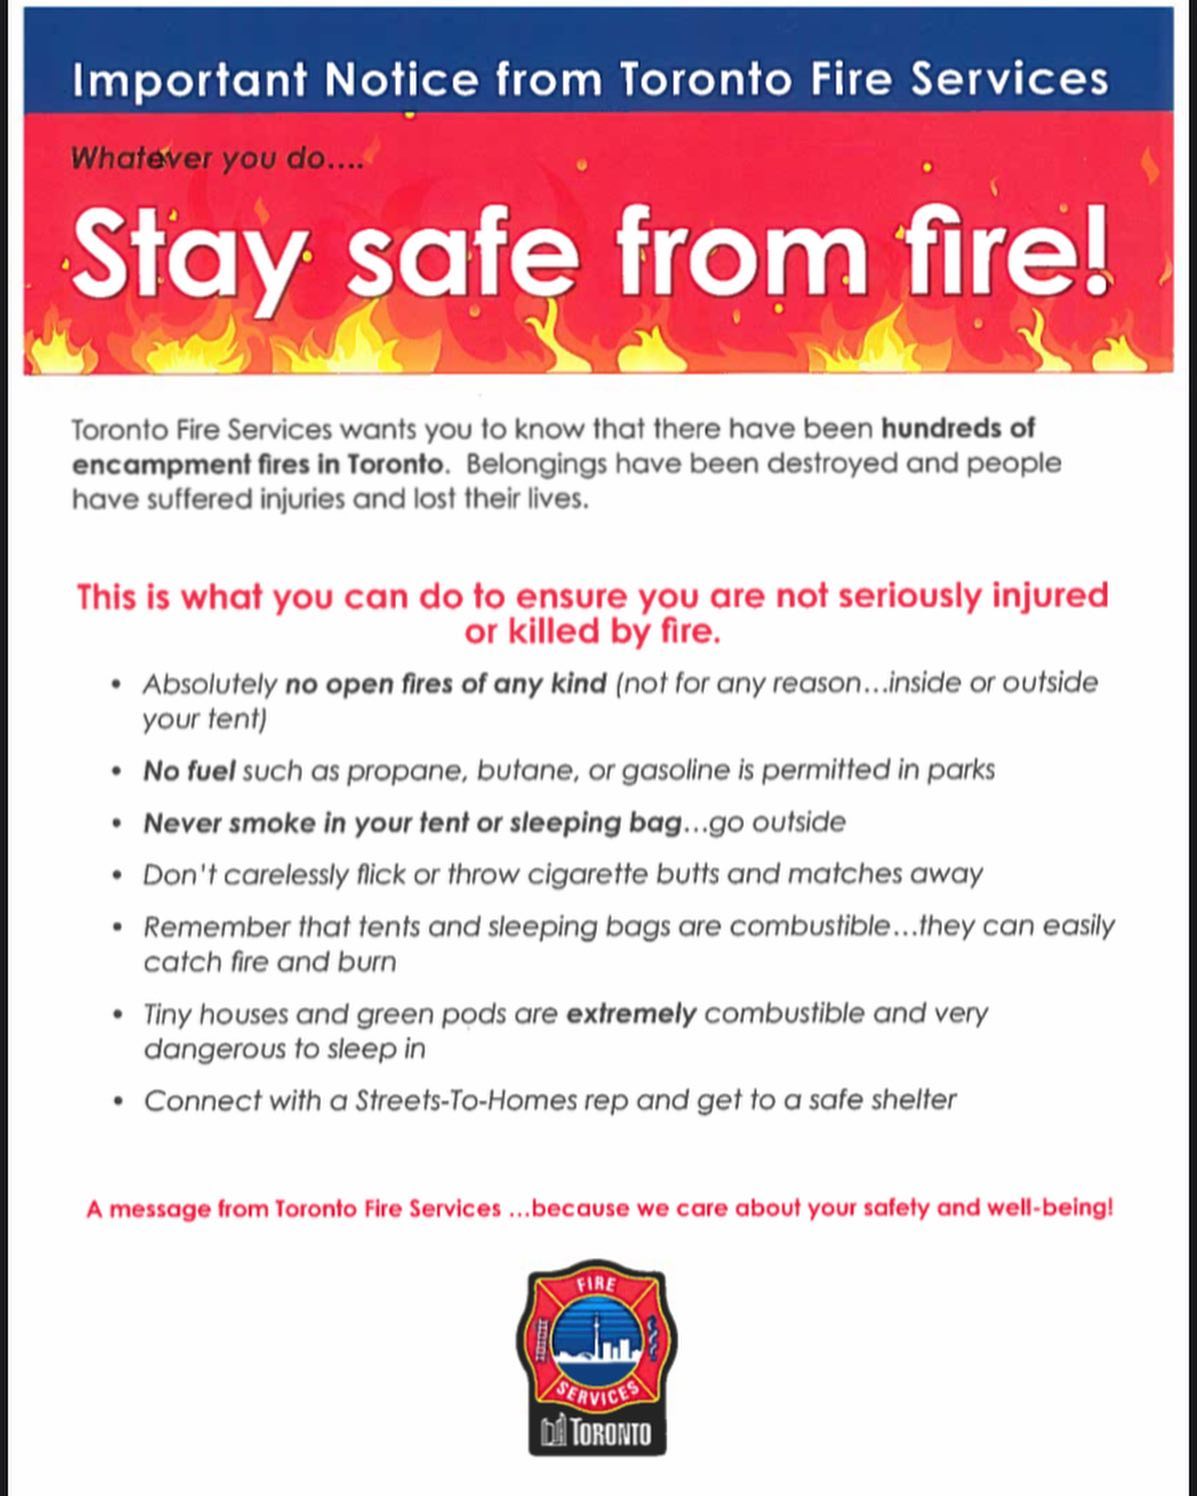 Important Notice from Toronto Fire Services
Whatever you do....
Stay safe from fire!
Toronto Fire Services wants you to know that there have been hundreds of
encampment fires in Toronto.  Belongings have been destroyed and people
have suffered injuries and lost their lives.
This is what you can do to ensure you are not seriously injured
or killed by fire.
• Absolutely no open fires of any kind (not for any reason...inside or outside
your tent)
• No fuel such as propane, butane, or gasoline is permitted in parks
• Never smoke in your tent or sleeping bag...go outside
• Don't carelessly flick or throw cigarette butts and matches away
• Remember that tents and sleeping bags are combustible...they can easily
catch fire and burn
• Tiny houses and green pods are extremely combustible and very
dangerous to sleep in
• Connect with a Streets-To-Homes rep and get to a safe shelter
A message from Toronto Fire Services ...because we care about your safety and well-being!
FIRE
SERVICES
TORONTO